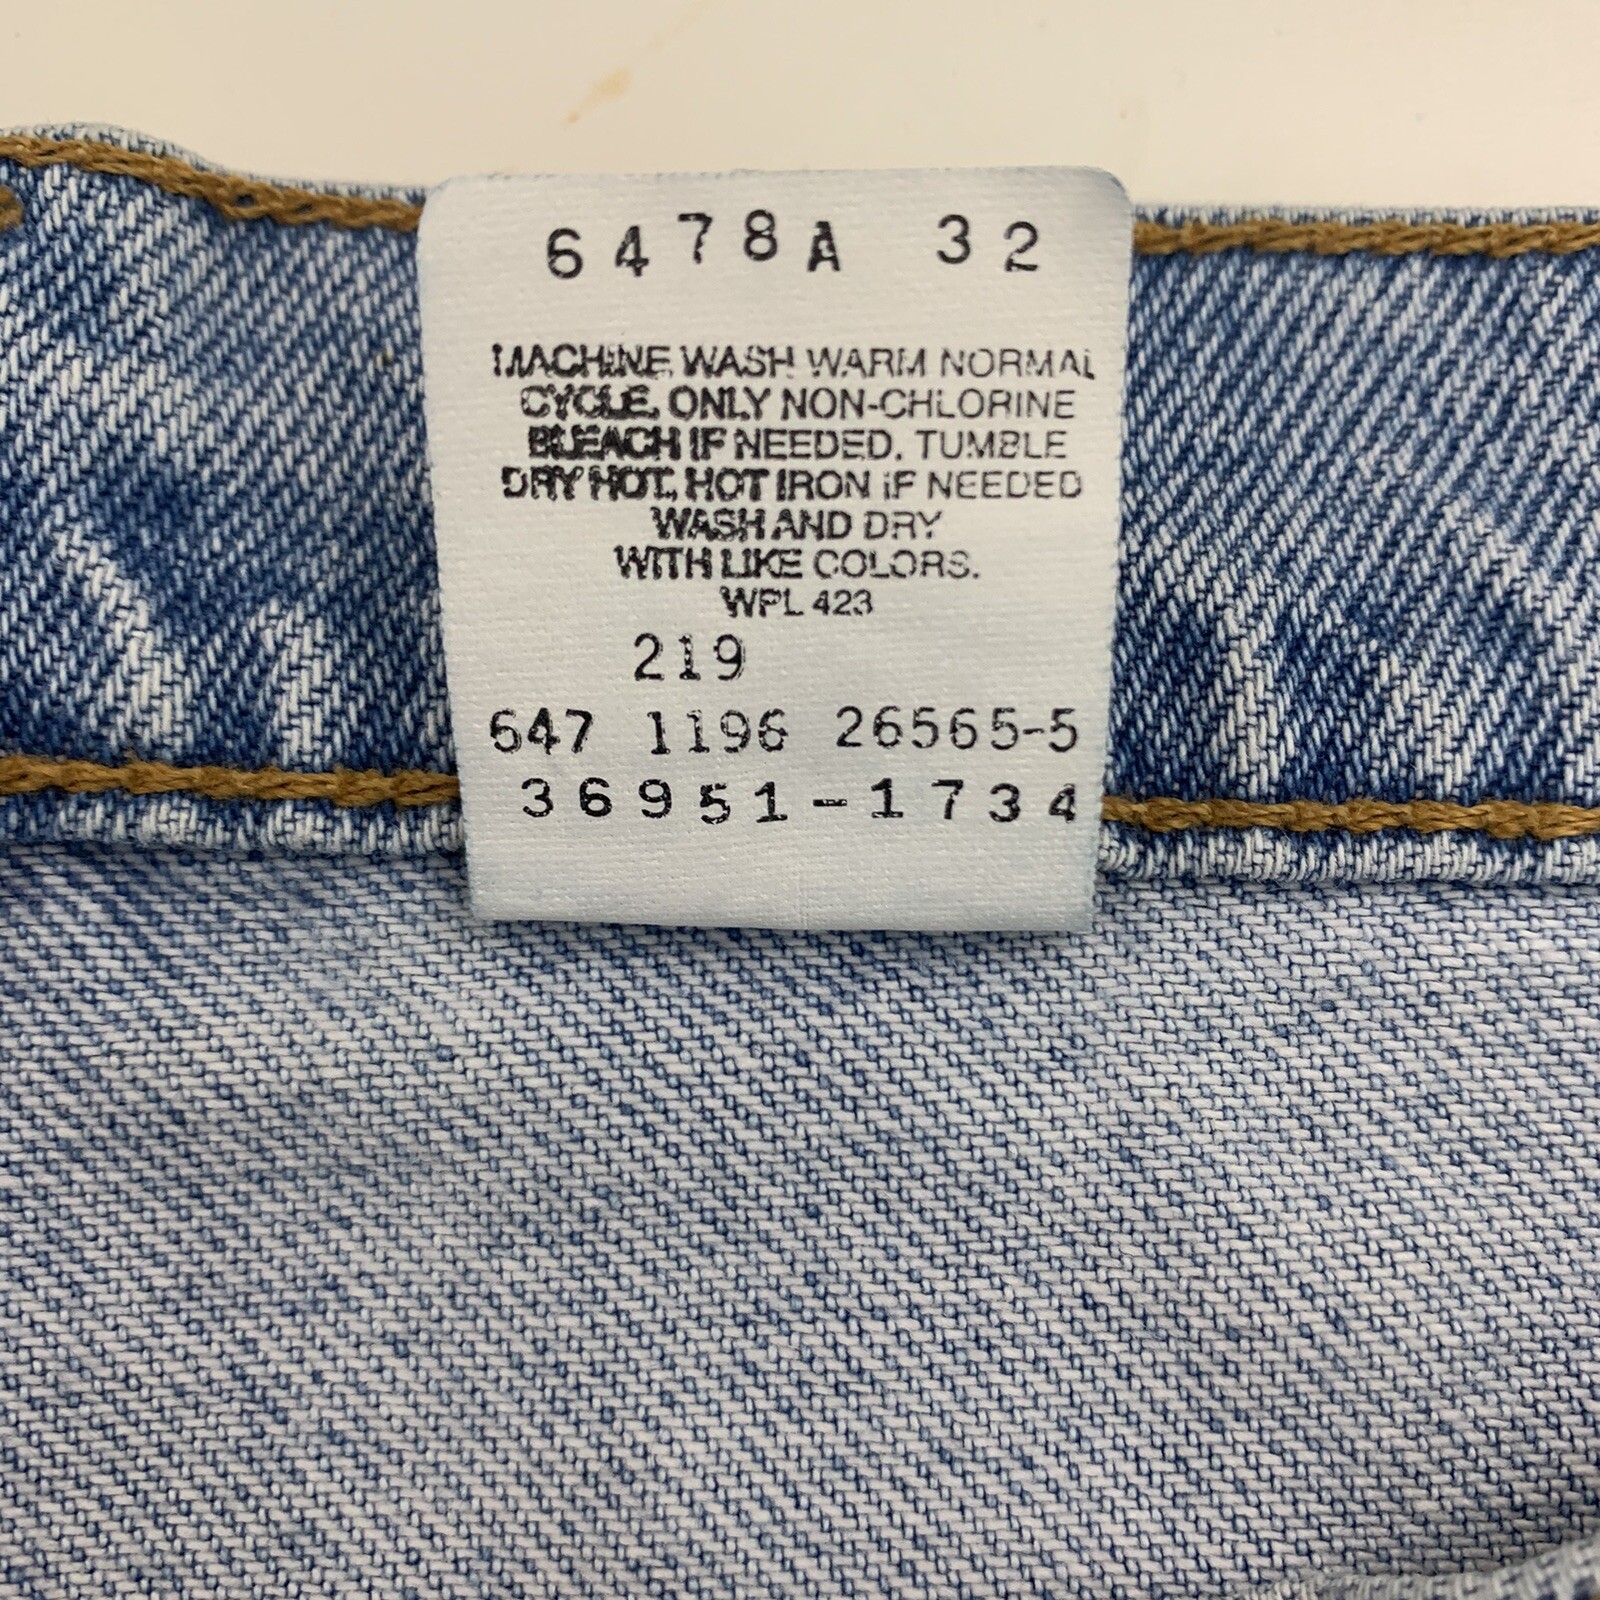 6478A 32
MACHINE WASH WARM NORMAL
CYCLE. ONLY NON-CHLORINE
BLEACH IF NEEDED. TUMBLE
DRY HOT, HOT IRON IF NEEDED
WASH AND DRY
WITH LIKE COLORS.
WPL 423
219
647 1196 26565-5
36951-1734